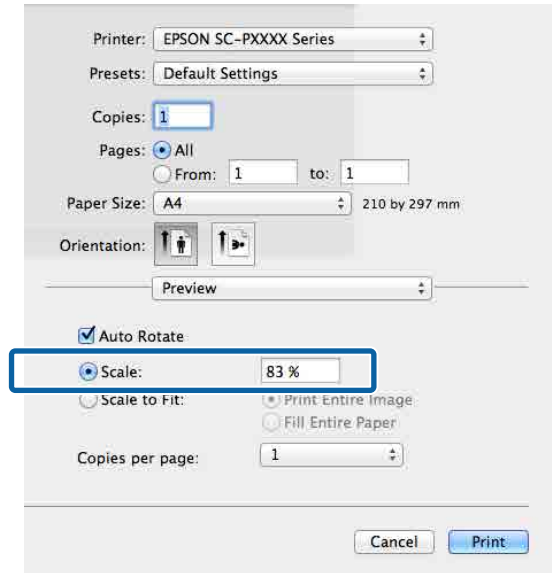 Printer: EPSON SC-PXXXX Series
Presets: Default Settings
Copies: 1
Pages: All
From: 1 to: 1
Paper Size: A4 210 by 297 mm
Orientation:
Preview
Auto Rotate
Scale: 83 %
Scale to Fit: Print Entire Image
Fill Entire Paper
Copies per page: 1
Cancel Print